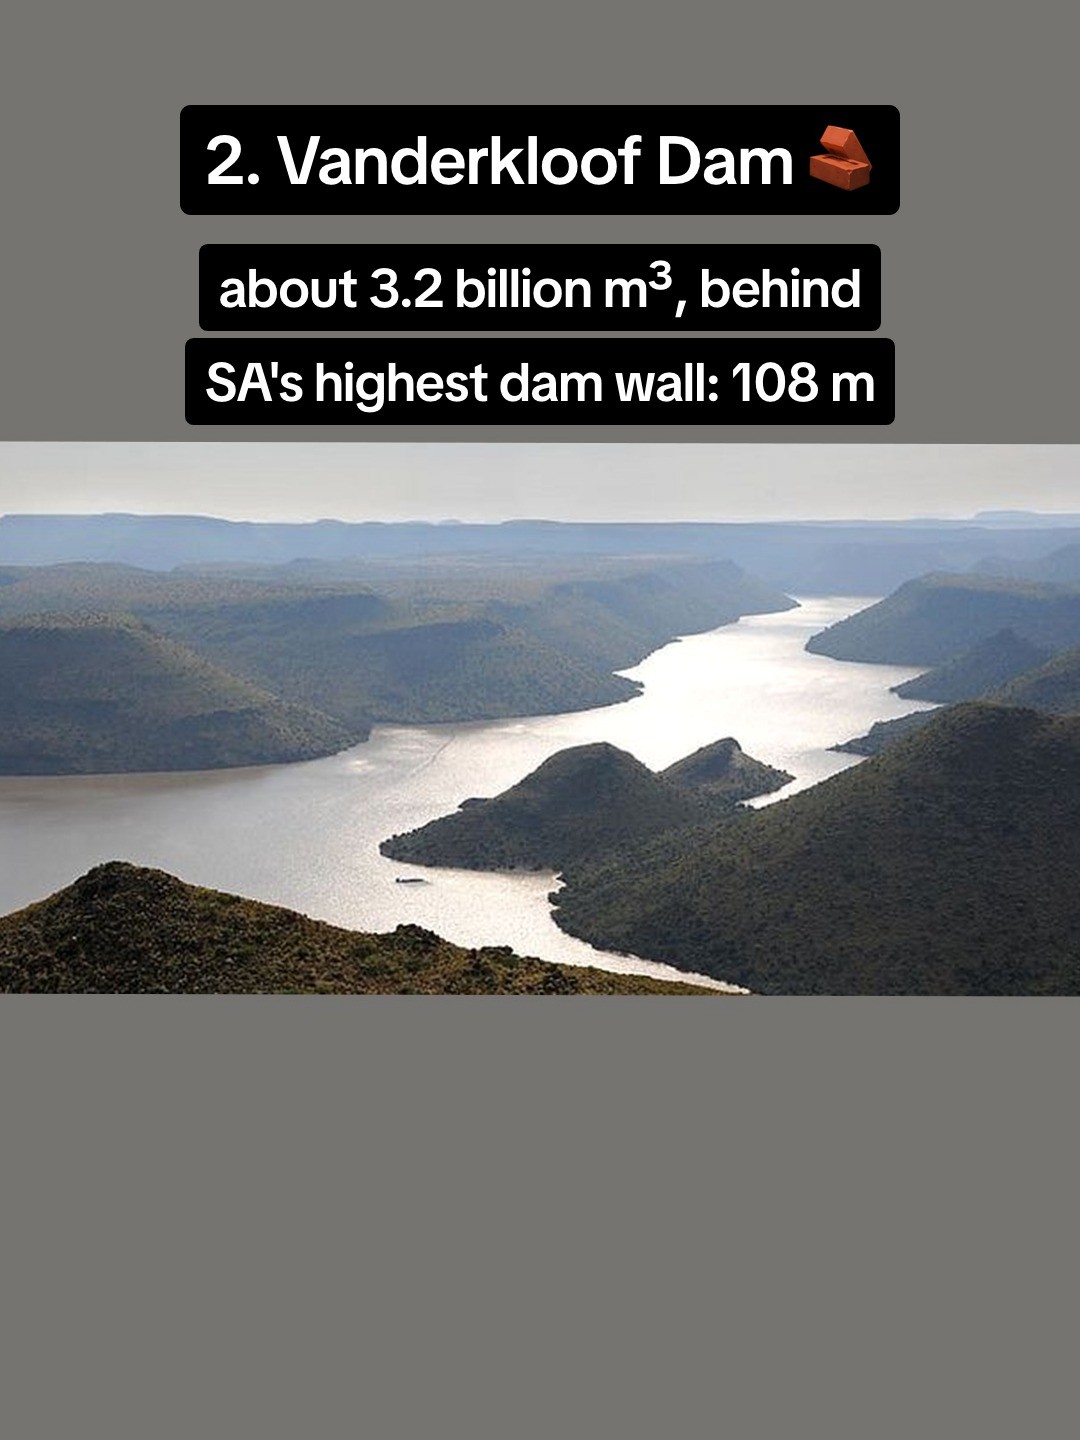 2. Vanderkloof Dam 🧱
about 3.2 billion m³, behind
SA's highest dam wall: 108 m